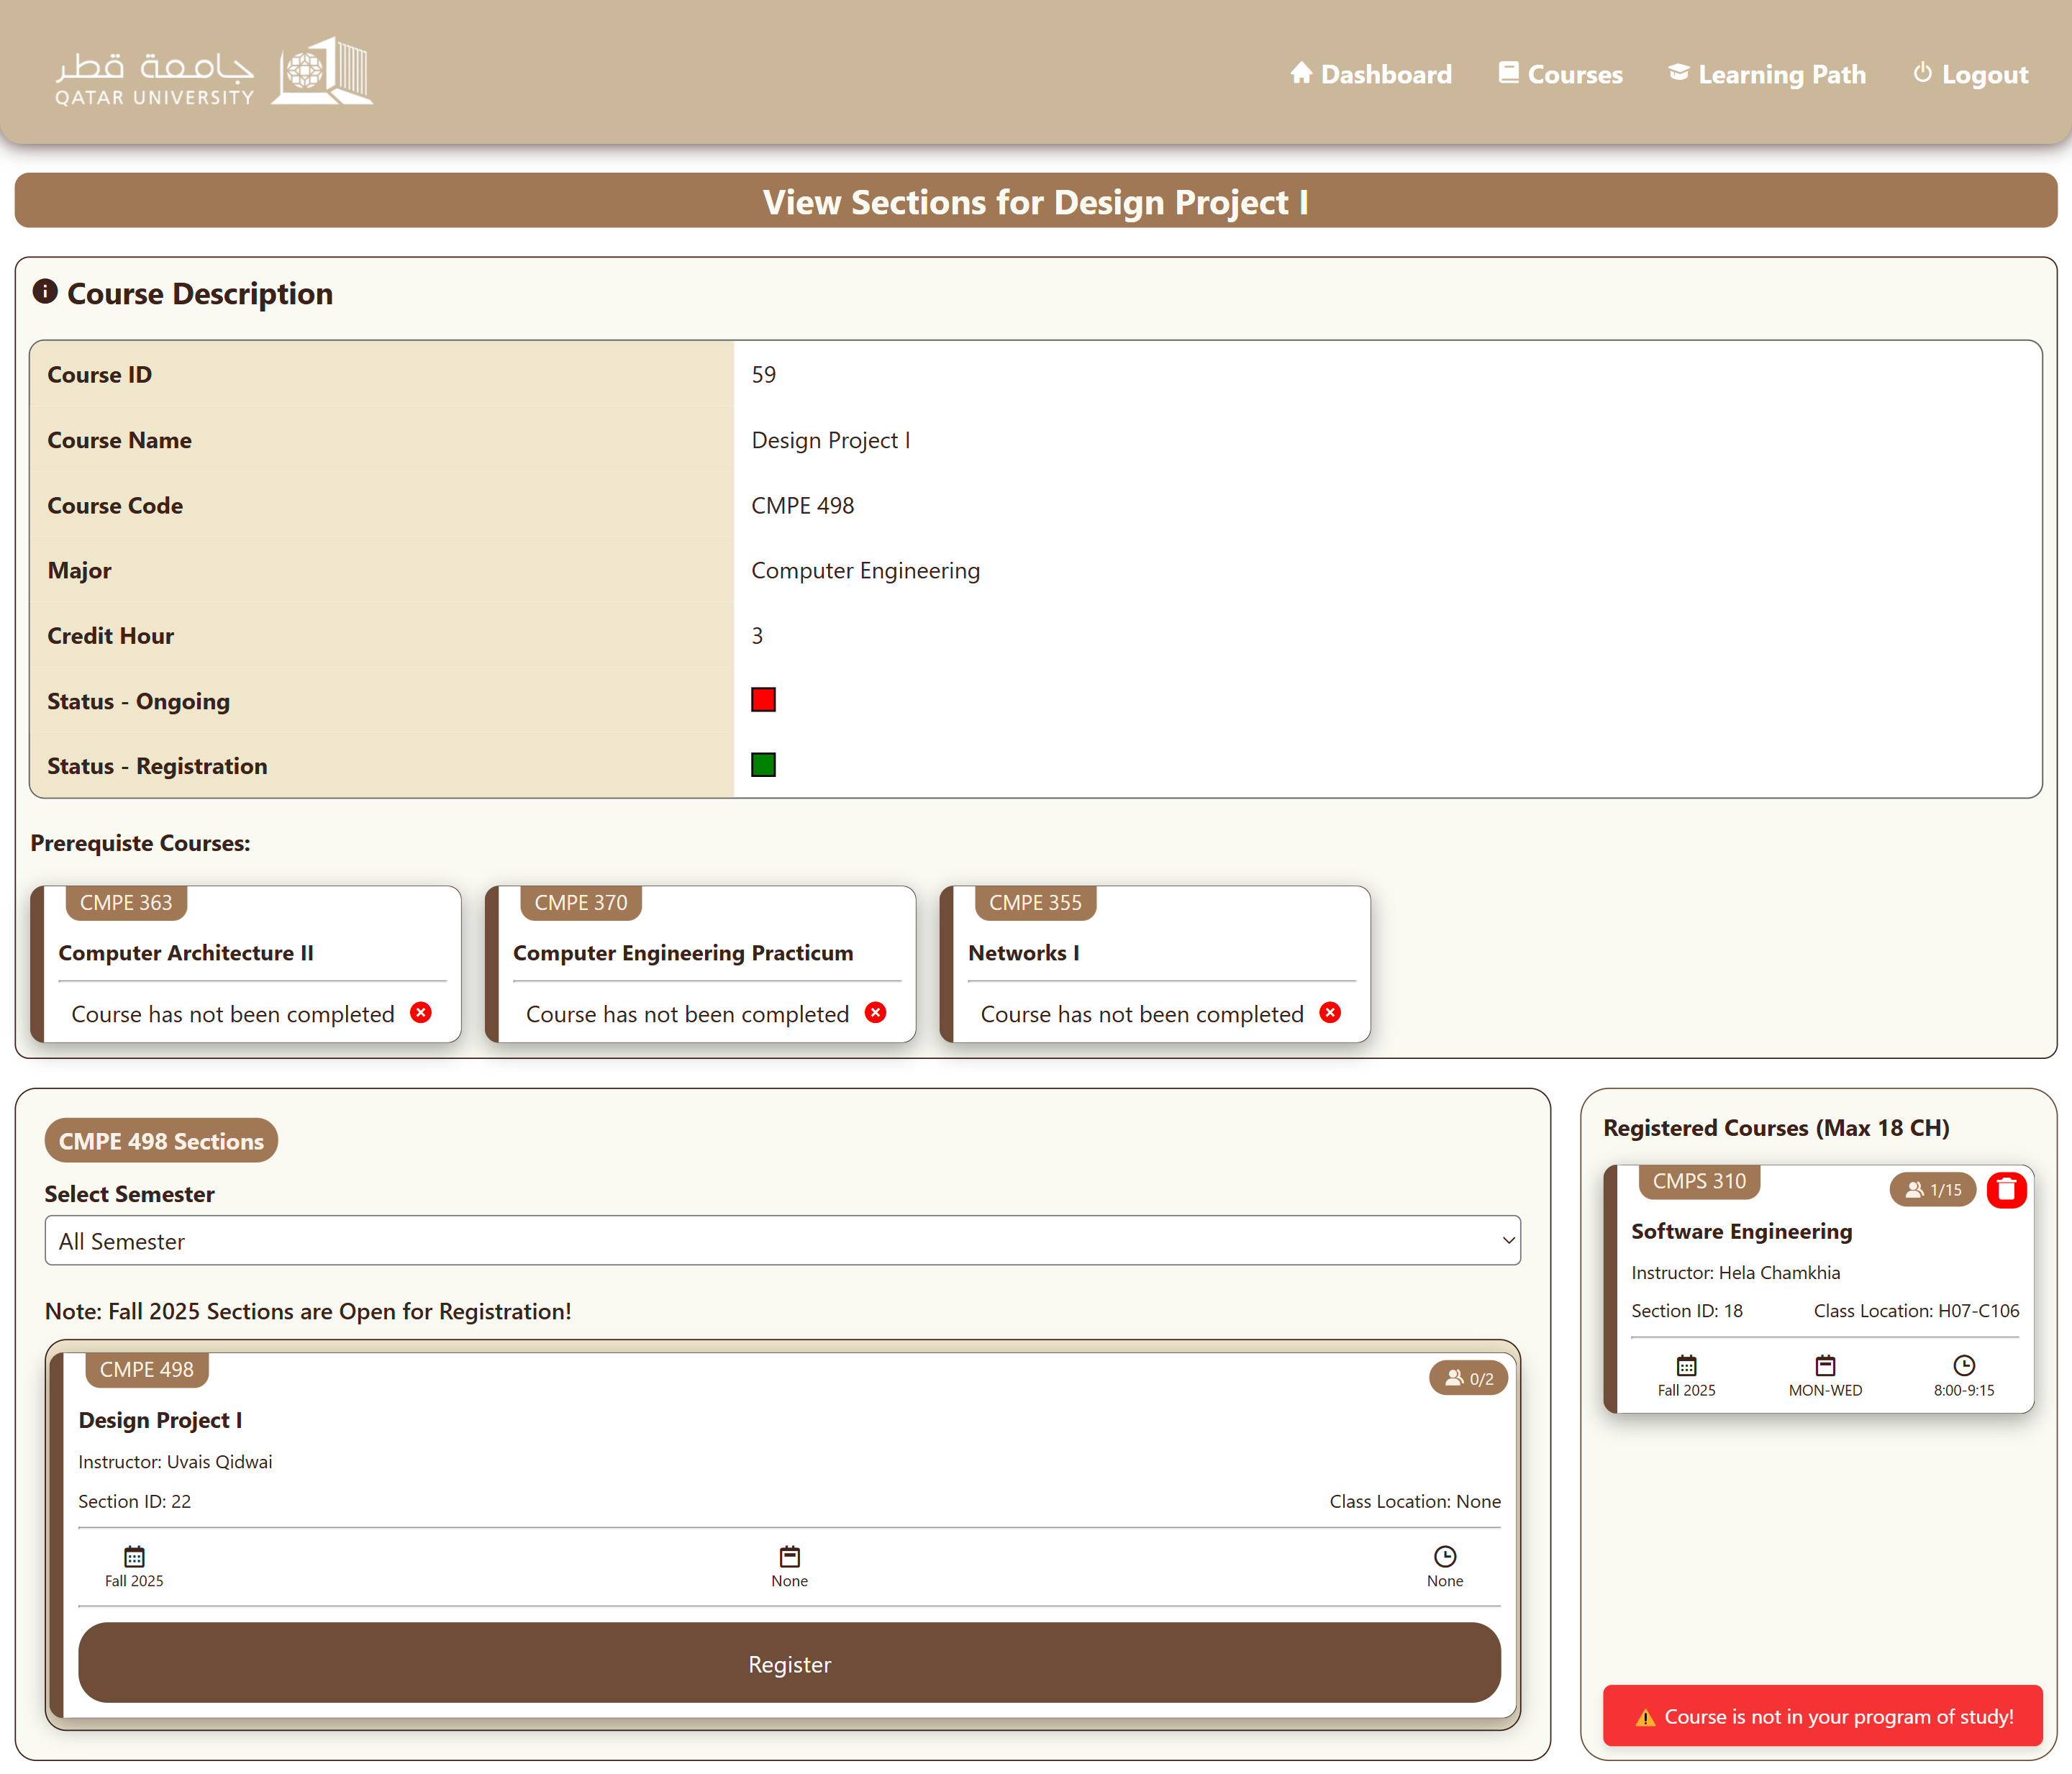 جامعة قطر
QATAR UNIVERSITY
Dashboard Courses Learning Path Logout
View Sections for Design Project I
Course Description
Course ID 59
Course Name Design Project I
Course Code CMPE 498
Major Computer Engineering
Credit Hour 3
Status - Ongoing
Status - Registration
Prerequiste Courses:
CMPE 363
Computer Architecture II
Course has not been completed
CMPE 370
Computer Engineering Practicum
Course has not been completed
CMPE 355
Networks I
Course has not been completed
CMPE 498 Sections
Select Semester
All Semester
Note: Fall 2025 Sections are Open for Registration!
CMPE 498 0/2
Design Project I
Instructor: Uvais Qidwai
Section ID: 22 Class Location: None
Fall 2025 None None
Register
Registered Courses (Max 18 CH)
CMPS 310 1/15
Software Engineering
Instructor: Hela Chamkhia
Section ID: 18 Class Location: H07-C106
Fall 2025 MON-WED 8:00-9:15
Course is not in your program of study!